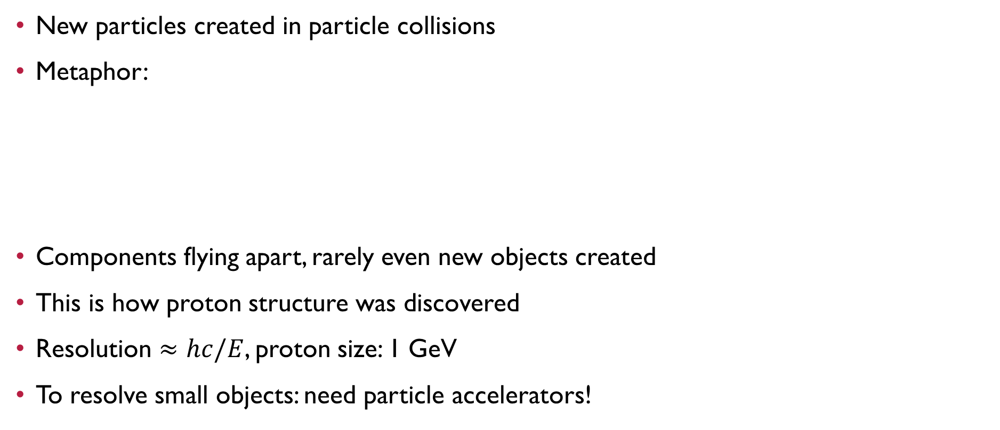 • New particles created in particle collisions
• Metaphor:
• Components flying apart, rarely even new objects created
• This is how proton structure was discovered
• Resolution ≈ hc/E, proton size: 1 GeV
• To resolve small objects: need particle accelerators!